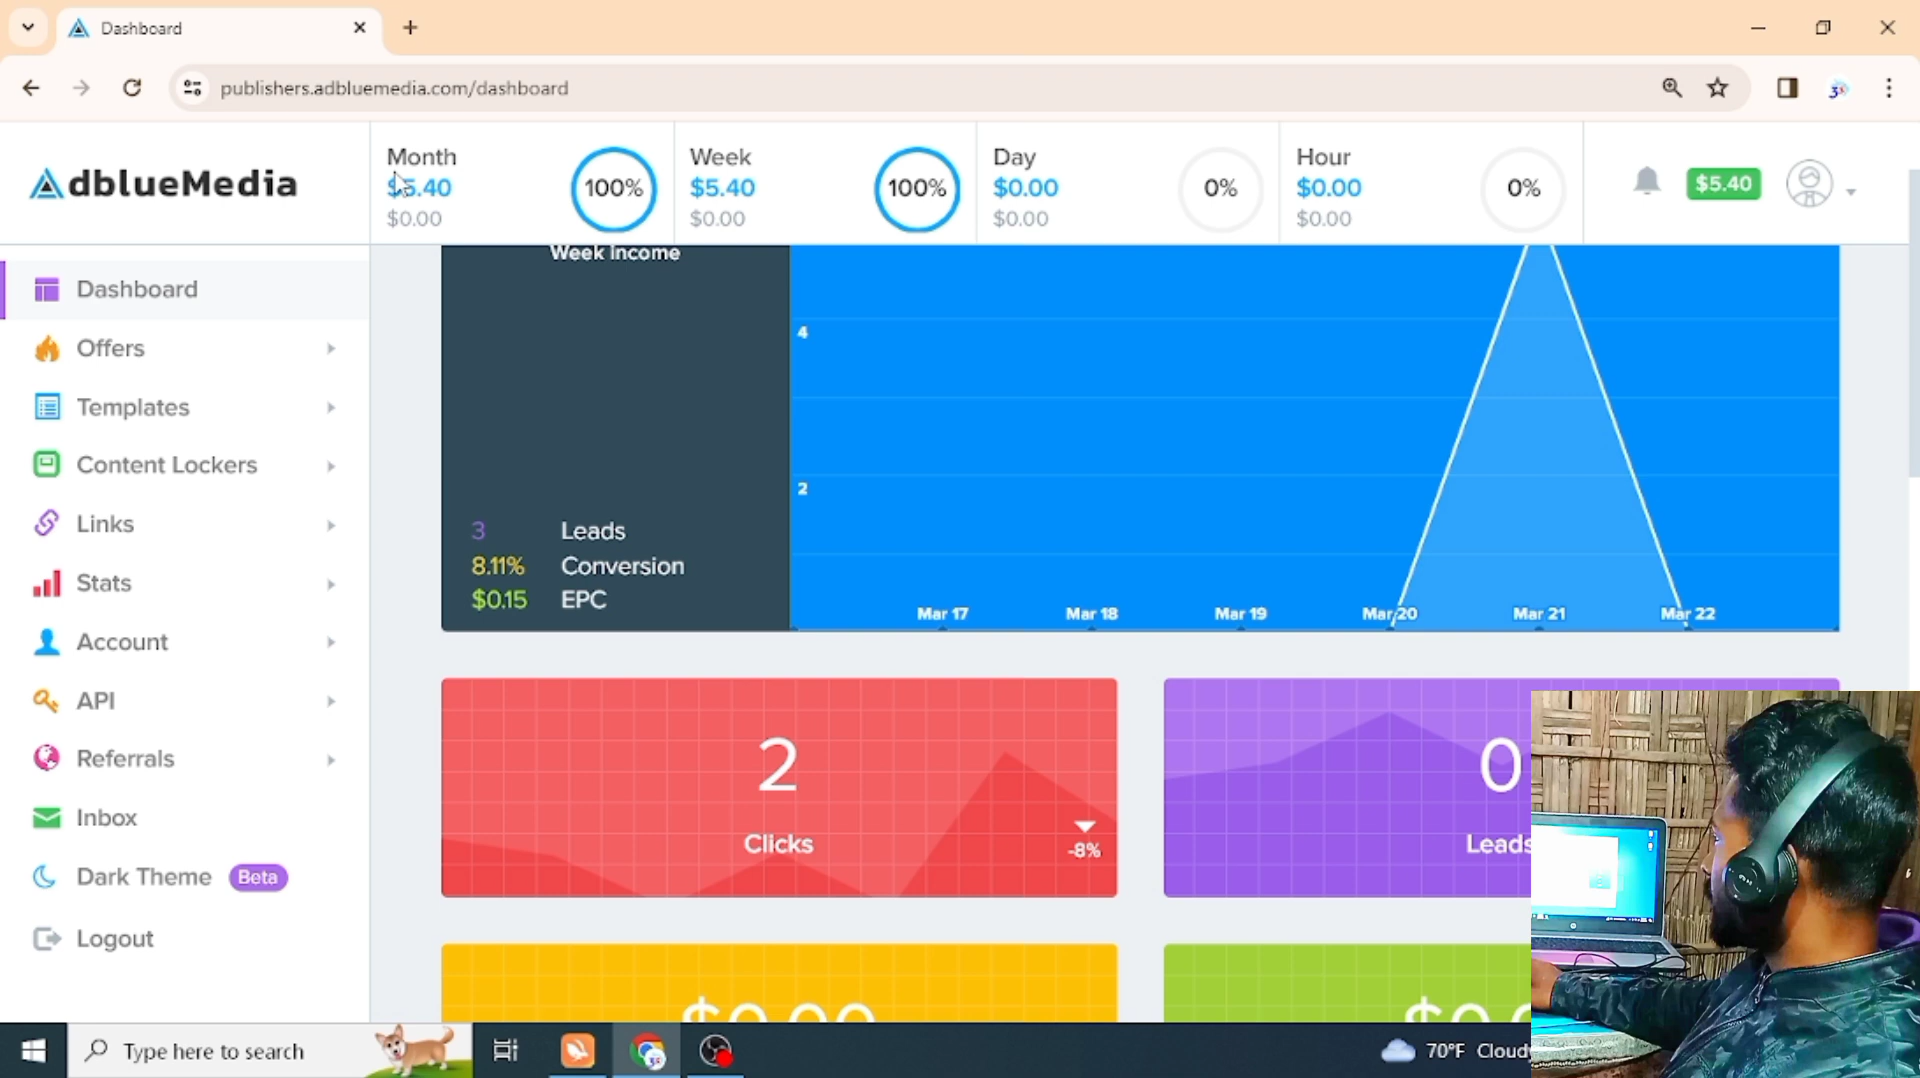 Dashboard
publishers.adbluemedia.com/dashboard
AdblueMedia
Month
$5.40
$0.00
100%
Week
$5.40
$0.00
100%
Day
$0.00
$0.00
0%
Hour
$0.00
$0.00
0%
$5.40
Dashboard
Offers
Templates
Content Lockers
Links
Stats
Account
API
Referrals
Inbox
Dark Theme Beta
Logout
Week Income
3 Leads
8.11% Conversion
$0.15 EPC
4
2
Mar 17
Mar 18
Mar 19
Mar 20
Mar 21
Mar 22
2
Clicks
-8%
0
Leads
$0.00
Type here to search
70°F